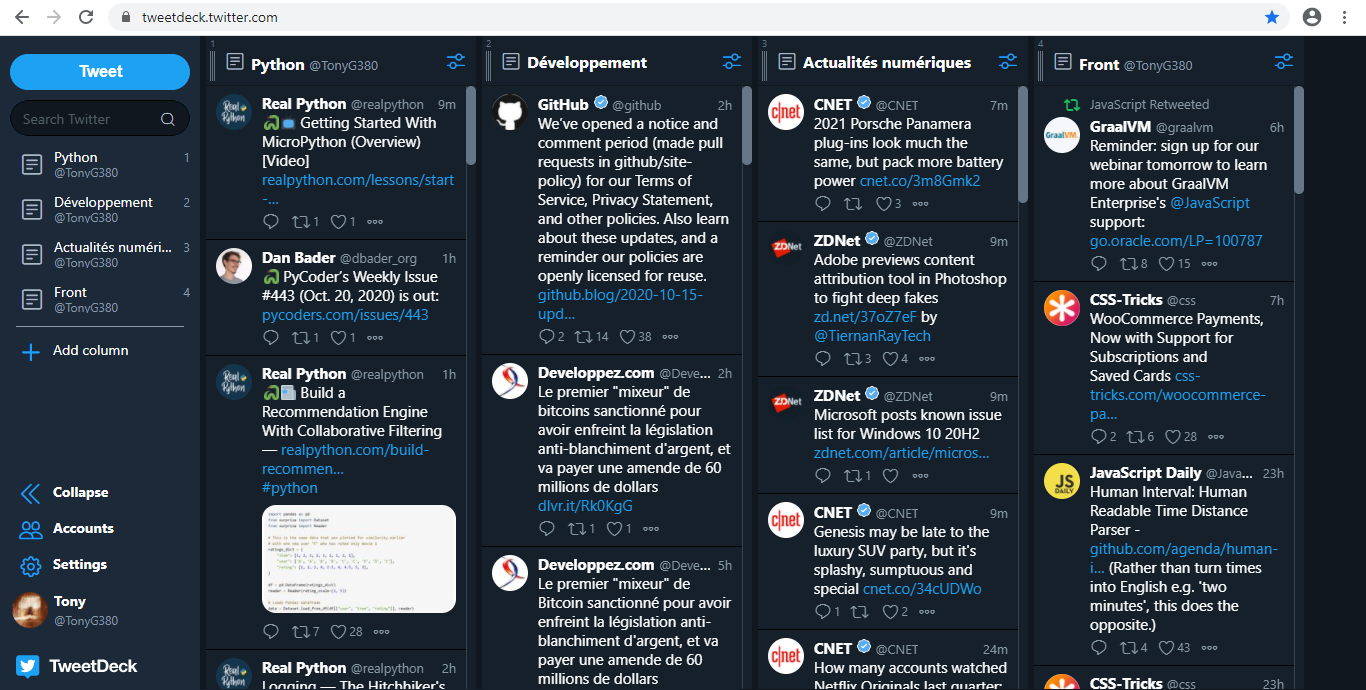 tweetdeck.twitter.com
Tweet
Search Twitter
Python 1
@TonyG380
Développement 2
@TonyG380
Actualités numéri... 3
@TonyG380
Front 4
@TonyG380
Add column
Collapse
Accounts
Settings
Tony
@TonyG380
TweetDeck
1
Python @TonyG380
Real Python @realpython 9m
Getting Started With
MicroPython (Overview)
[Video]
realpython.com/lessons/start
-...
1 1
Dan Bader @dbader_org 1h
PyCoder's Weekly Issue
#443 (Oct. 20, 2020) is out:
pycoders.com/issues/443
1 1
Real Python @realpython 1h
Build a
Recommendation Engine
With Collaborative Filtering
— realpython.com/build-
recommen...
#python
7 28
Real Python @realpython 2h
Logging — The Hitchhiker's
2
Développement
GitHub @github 2h
We've opened a notice and
comment period (made pull
requests in github/site-
policy) for our Terms of
Service, Privacy Statement,
and other policies. Also learn
about these updates, and a
reminder our policies are
openly licensed for reuse.
github.blog/2020-10-15-
upd...
2 14 38
Developpez.com @Deve... 2h
Le premier "mixeur" de
bitcoins sanctionné pour
avoir enfreint la législation
anti-blanchiment d'argent, et
va payer une amende de 60
millions de dollars
dlvr.it/Rk0KgG
1 1
Developpez.com @Deve... 5h
Le premier "mixeur" de
Bitcoin sanctionné pour avoir
enfreint la législation anti-
blanchiment d'argent, et va
payer une amende de 60
millions de dollars
3
Actualités numériques
CNET @CNET 7m
2021 Porsche Panamera
plug-ins look much the
same, but pack more battery
power cnet.co/3m8Gmk2
3
ZDNet @ZDNet 9m
Adobe previews content
attribution tool in Photoshop
to fight deep fakes
zd.net/37oZ7eF by
@TiernanRayTech
3 4
ZDNet @ZDNet 9m
Microsoft posts known issue
list for Windows 10 20H2
zdnet.com/article/micros...
1
CNET @CNET 9m
Genesis may be late to the
luxury SUV party, but it's
splashy, sumptuous and
special cnet.co/34cUDWo
1 2
CNET @CNET 24m
How many accounts watched
Netflix Originals last quarter:
4
Front @TonyG380
JavaScript Retweeted
GraalVM @graalvm 6h
Reminder: sign up for our
webinar tomorrow to learn
more about GraalVM
Enterprise's @JavaScript
support:
go.oracle.com/LP=100787
8 15
CSS-Tricks @css 7h
WooCommerce Payments,
Now with Support for
Subscriptions and
Saved Cards css-
tricks.com/woocommerce-
pa...
2 6 28
JavaScript Daily @Java... 23h
Human Interval: Human
Readable Time Distance
Parser -
github.com/agenda/human-
i... (Rather than turn times
into English e.g. 'two
minutes', this does the
opposite.)
4 43
CSS-Tricks @css 23h